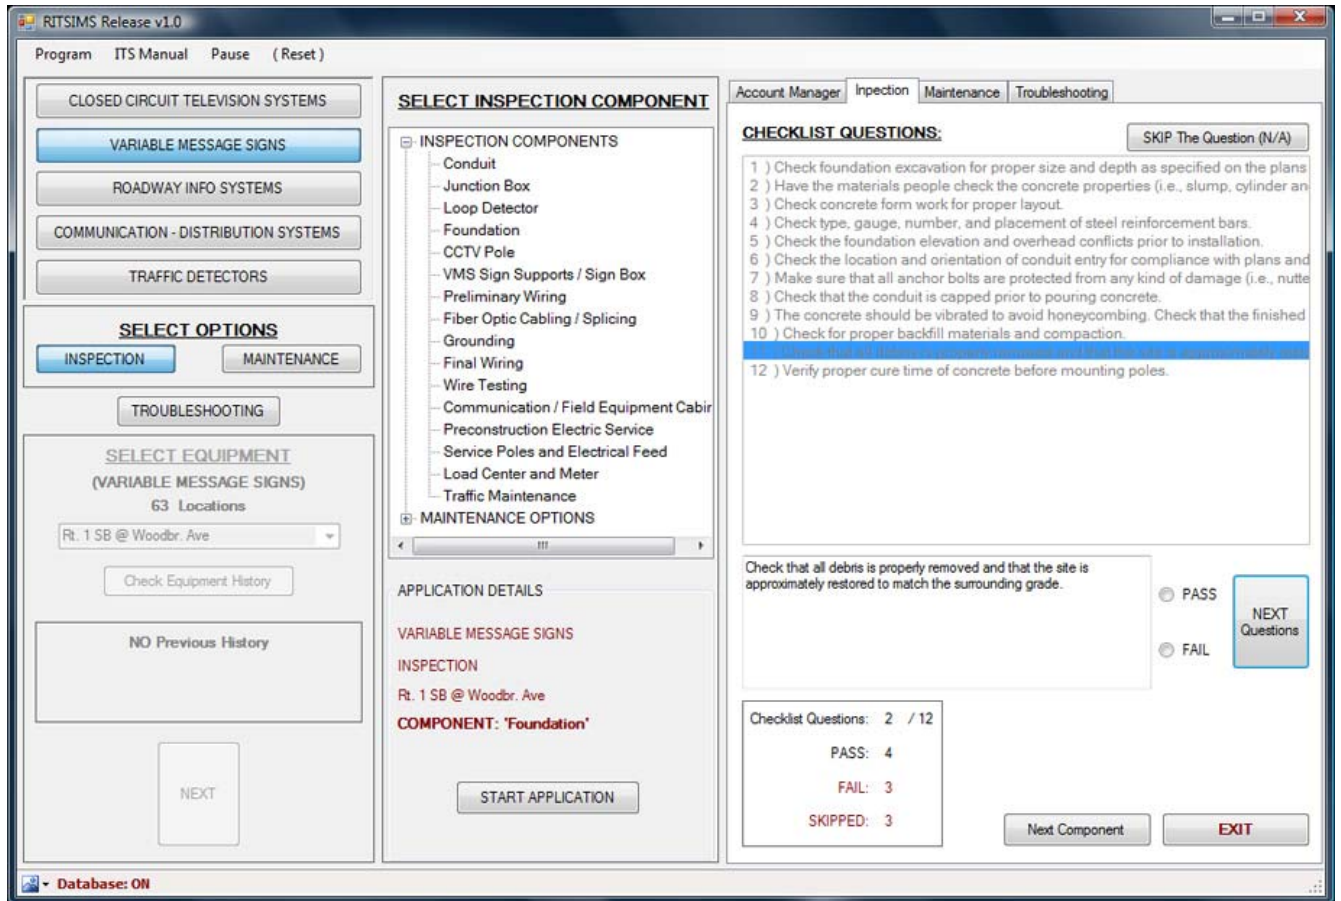 RITSIMS Release v1.0
Program ITS Manual Pause ( Reset )
CLOSED CIRCUIT TELEVISION SYSTEMS
VARIABLE MESSAGE SIGNS
ROADWAY INFO SYSTEMS
COMMUNICATION - DISTRIBUTION SYSTEMS
TRAFFIC DETECTORS
SELECT OPTIONS
INSPECTION MAINTENANCE
TROUBLESHOOTING
SELECT EQUIPMENT
(VARIABLE MESSAGE SIGNS)
63 Locations
Rt. 1 SB @ Woodbr. Ave
Check Equipment History
NO Previous History
NEXT
SELECT INSPECTION COMPONENT
INSPECTION COMPONENTS
Conduit
Junction Box
Loop Detector
Foundation
CCTV Pole
VMS Sign Supports / Sign Box
Preliminary Wiring
Fiber Optic Cabling / Splicing
Grounding
Final Wiring
Wire Testing
Communication / Field Equipment Cabir
Preconstruction Electric Service
Service Poles and Electrical Feed
Load Center and Meter
Traffic Maintenance
MAINTENANCE OPTIONS
APPLICATION DETAILS
VARIABLE MESSAGE SIGNS
INSPECTION
Rt. 1 SB @ Woodbr. Ave
COMPONENT: 'Foundation'
START APPLICATION
Account Manager Inpection Maintenance Troubleshooting
CHECKLIST QUESTIONS:
SKIP The Question (N/A)
1 ) Check foundation excavation for proper size and depth as specified on the plans
2 ) Have the materials people check the concrete properties (i.e., slump, cylinder an
3 ) Check concrete form work for proper layout.
4 ) Check type, gauge, number, and placement of steel reinforcement bars.
5 ) Check the foundation elevation and overhead conflicts prior to installation.
6 ) Check the location and orientation of conduit entry for compliance with plans and
7 ) Make sure that all anchor bolts are protected from any kind of damage (i.e., nutte
8 ) Check that the conduit is capped prior to pouring concrete.
9 ) The concrete should be vibrated to avoid honeycombing. Check that the finished
10 ) Check for proper backfill materials and compaction.
12 ) Verify proper cure time of concrete before mounting poles.
Check that all debris is properly removed and that the site is
approximately restored to match the surrounding grade.
PASS
FAIL
NEXT
Questions
Checklist Questions: 2 / 12
PASS: 4
FAIL: 3
SKIPPED: 3
Next Component
EXIT
Database: ON